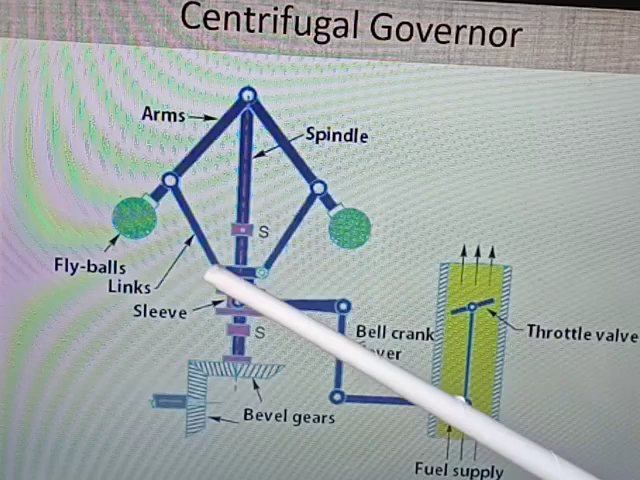 Centrifugal Governor
Arms
Spindle
S
Fly-balls
Links
Sleeve
S
Bell crank
Throttle valve
Bevel gears
Fuel supply